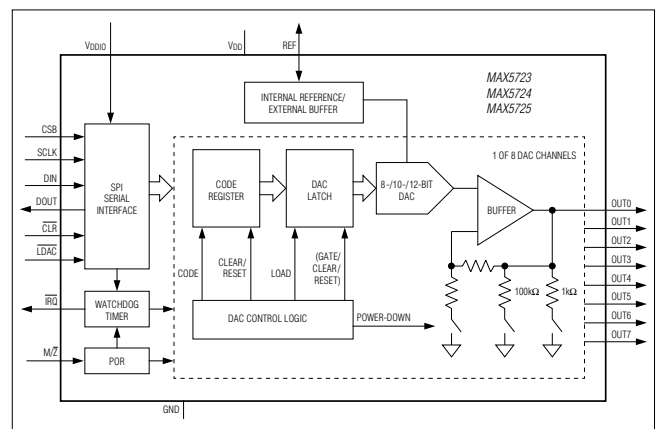 VDDIO
VDD
REF
MAX5723
MAX5724
MAX5725
INTERNAL REFERENCE/
EXTERNAL BUFFER
1 OF 8 DAC CHANNELS
CSB
SCLK
DIN
DOUT
CLR
LDAC
SPI
SERIAL
INTERFACE
CODE
REGISTER
DAC
LATCH
8-/10-/12-BIT
DAC
BUFFER
OUT0
OUT1
OUT2
OUT3
OUT4
OUT5
OUT6
OUT7
CODE
CLEAR/
RESET
LOAD
(GATE/
CLEAR/
RESET)
100kΩ
1kΩ
IRQ
WATCHDOG
TIMER
DAC CONTROL LOGIC
POWER-DOWN
M/Z
POR
GND